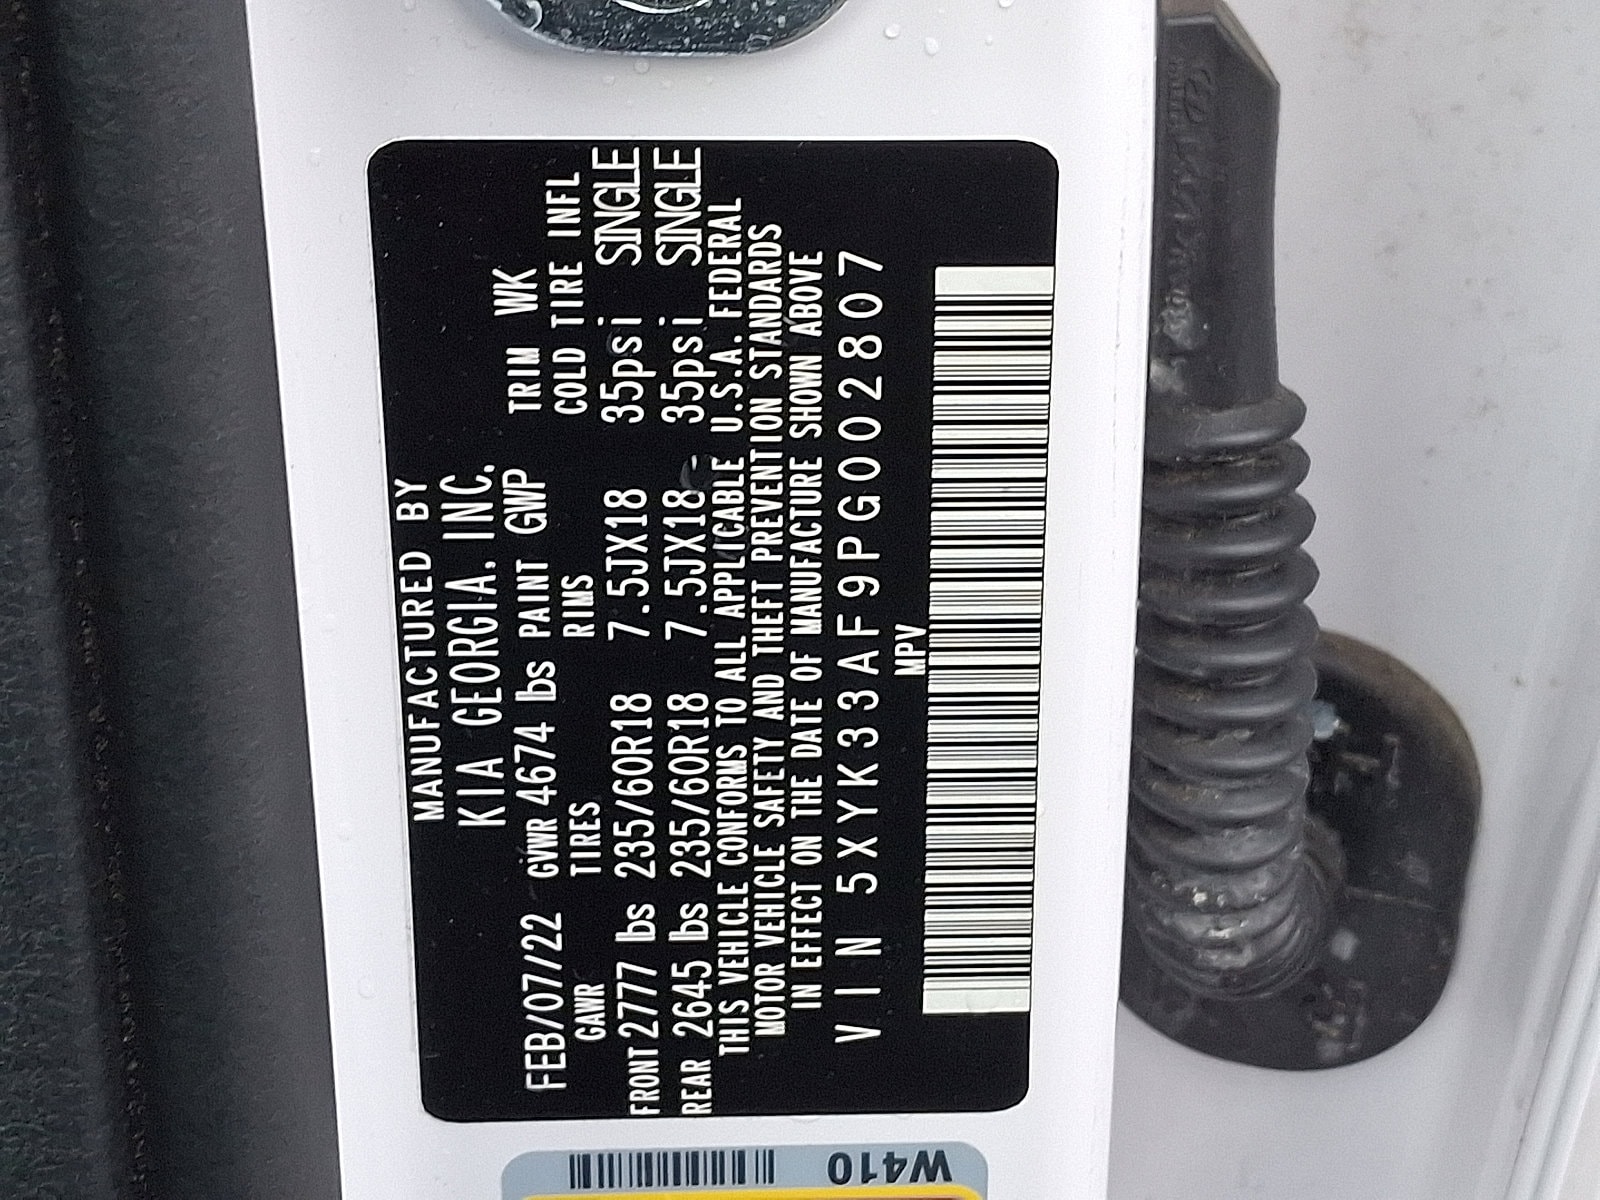 MANUFACTURED BY
KIA GEORGIA, INC.
FEB/07/22 GVWR 4674 lbs PAINT GWP TRIM WK
GAWR TIRES RIMS COLD TIRE INFL
FRONT 2777 lbs 235/60R18 7.5JX18 35psi SINGLE
REAR 2645 lbs 235/60R18 7.5JX18 35psi SINGLE
THIS VEHICLE CONFORMS TO ALL APPLICABLE U.S.A. FEDERAL
MOTOR VEHICLE SAFETY AND THEFT PREVENTION STANDARDS
IN EFFECT ON THE DATE OF MANUFACTURE SHOWN ABOVE
VIN 5XYK33AF9PG002807
MPV
W410